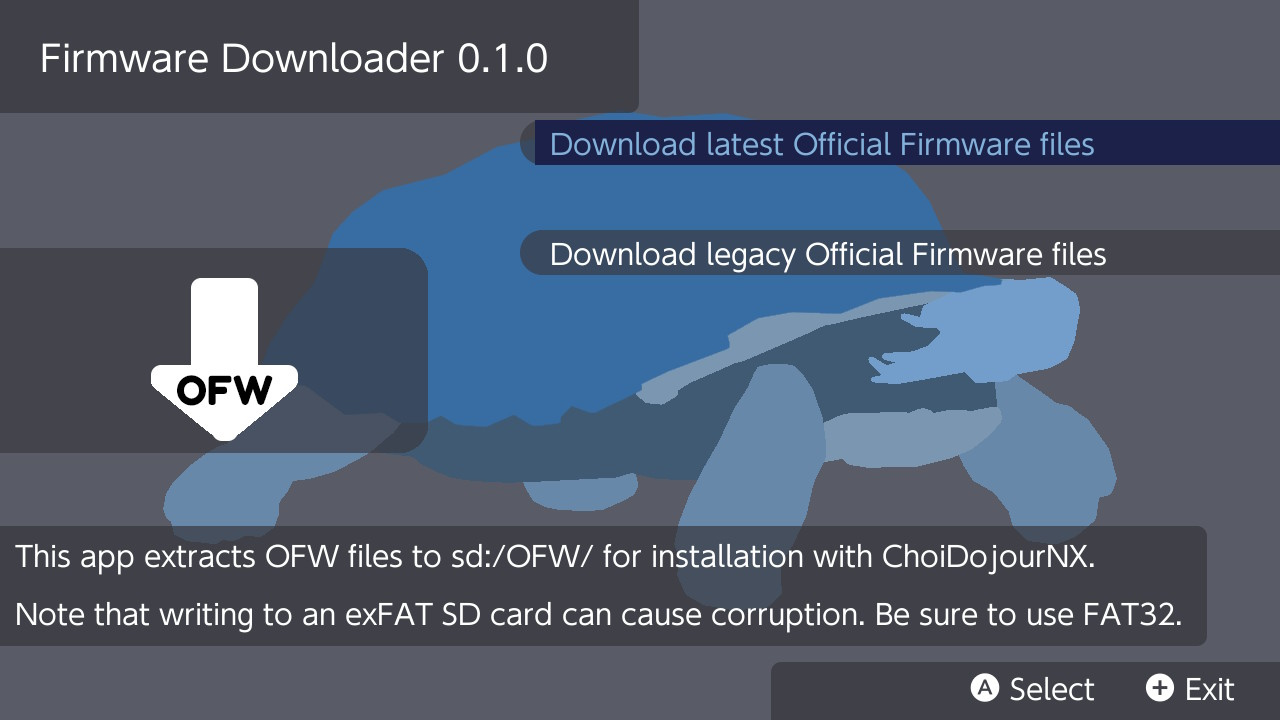 Firmware Downloader 0.1.0
Download latest Official Firmware files
Download legacy Official Firmware files
OFW
This app extracts OFW files to sd:/OFW/ for installation with ChoiDojourNX.
Note that writing to an exFAT SD card can cause corruption. Be sure to use FAT32.
A Select + Exit